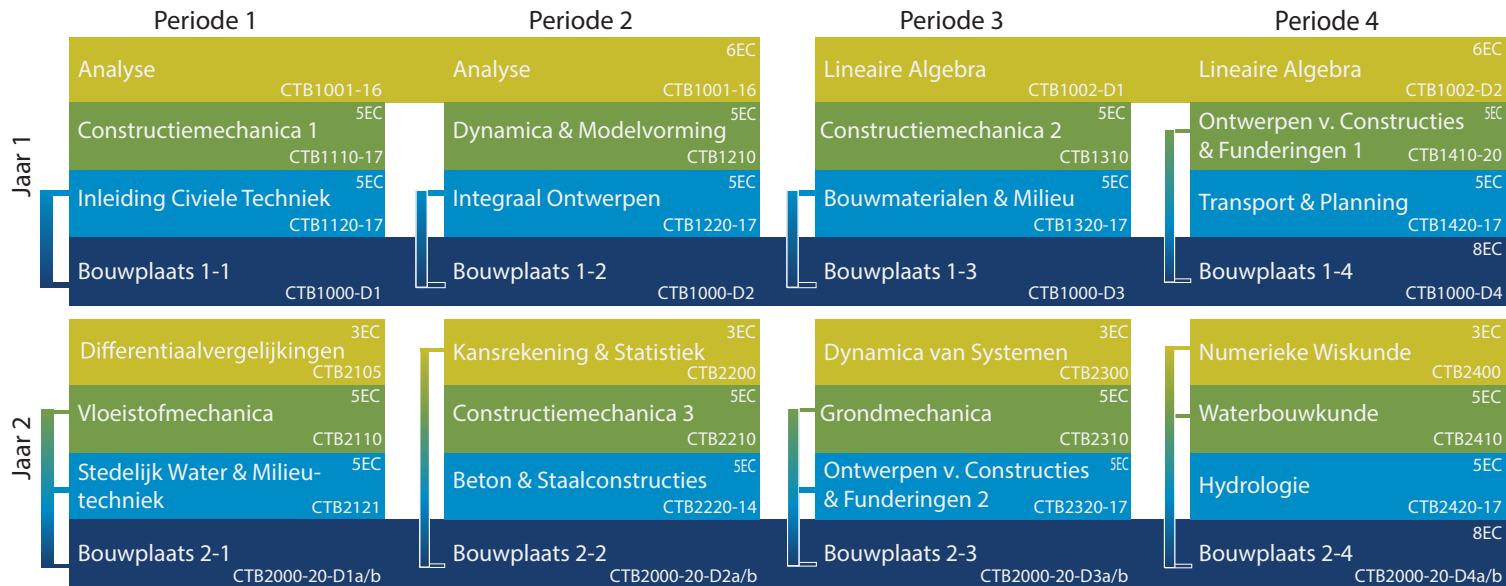 Periode 1
Periode 2
Periode 3
Periode 4
Jaar 1
Analyse
CTB1001-16
6EC
Analyse
CTB1001-16
Lineaire Algebra
CTB1002-D1
6EC
Lineaire Algebra
CTB1002-D2
5EC
Constructiemechanica 1
CTB1110-17
5EC
Dynamica & Modelvorming
CTB1210
5EC
Constructiemechanica 2
CTB1310
5EC
Ontwerpen v. Constructies
& Funderingen 1
CTB1410-20
5EC
Inleiding Civiele Techniek
CTB1120-17
5EC
Integraal Ontwerpen
CTB1220-17
5EC
Bouwmaterialen & Milieu
CTB1320-17
5EC
Transport & Planning
CTB1420-17
Bouwplaats 1-1
CTB1000-D1
Bouwplaats 1-2
CTB1000-D2
Bouwplaats 1-3
CTB1000-D3
8EC
Bouwplaats 1-4
CTB1000-D4
Jaar 2
3EC
Differentiaalvergelijkingen
CTB2105
3EC
Kansrekening & Statistiek
CTB2200
3EC
Dynamica van Systemen
CTB2300
3EC
Numerieke Wiskunde
CTB2400
5EC
Vloeistofmechanica
CTB2110
5EC
Constructiemechanica 3
CTB2210
5EC
Grondmechanica
CTB2310
5EC
Waterbouwkunde
CTB2410
5EC
Stedelijk Water & Milieu-
techniek
CTB2121
5EC
Beton & Staalconstructies
CTB2220-14
5EC
Ontwerpen v. Constructies
& Funderingen 2
CTB2320-17
5EC
Hydrologie
CTB2420-17
Bouwplaats 2-1
CTB2000-20-D1a/b
Bouwplaats 2-2
CTB2000-20-D2a/b
Bouwplaats 2-3
CTB2000-20-D3a/b
8EC
Bouwplaats 2-4
CTB2000-20-D4a/b